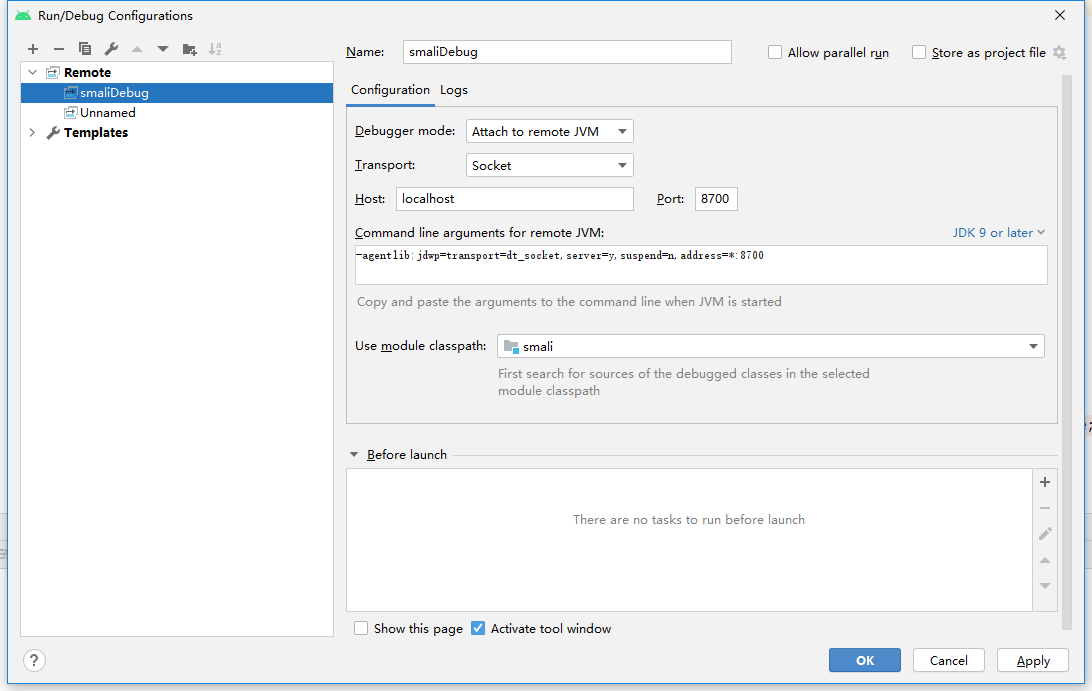 Run/Debug Configurations
Name: smaliDebug Allow parallel run Store as project file
Remote
smaliDebug
Unnamed
Templates
Configuration Logs
Debugger mode: Attach to remote JVM
Transport: Socket
Host: localhost Port: 8700
Command line arguments for remote JVM: JDK 9 or later
-agentlib:jdwp=transport=dt_socket,server=y,suspend=n,address=*:8700
Copy and paste the arguments to the command line when JVM is started
Use module classpath: smali
First search for sources of the debugged classes in the selected
module classpath
Before launch
There are no tasks to run before launch
Show this page Activate tool window
? OK Cancel Apply